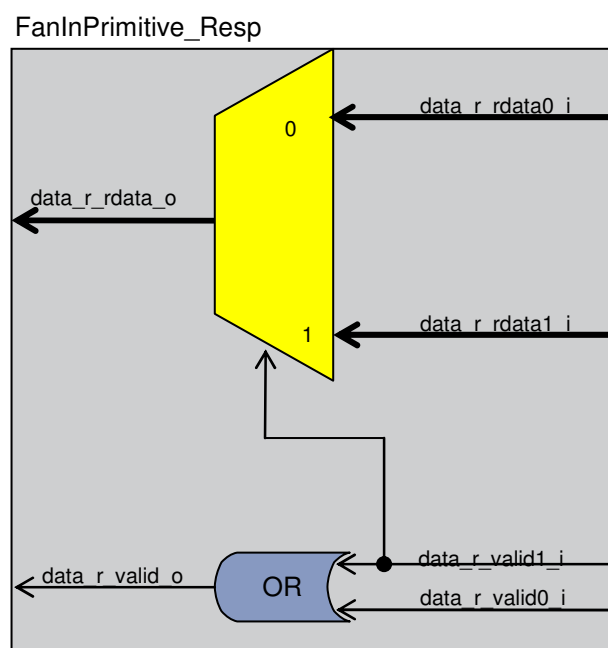 FanInPrimitive_Resp
data_r_rdata0_i
0
data_r_rdata_o
data_r_rdata1_i
1
data_r_valid1_i
data_r_valid_o
OR
data_r_valid0_i